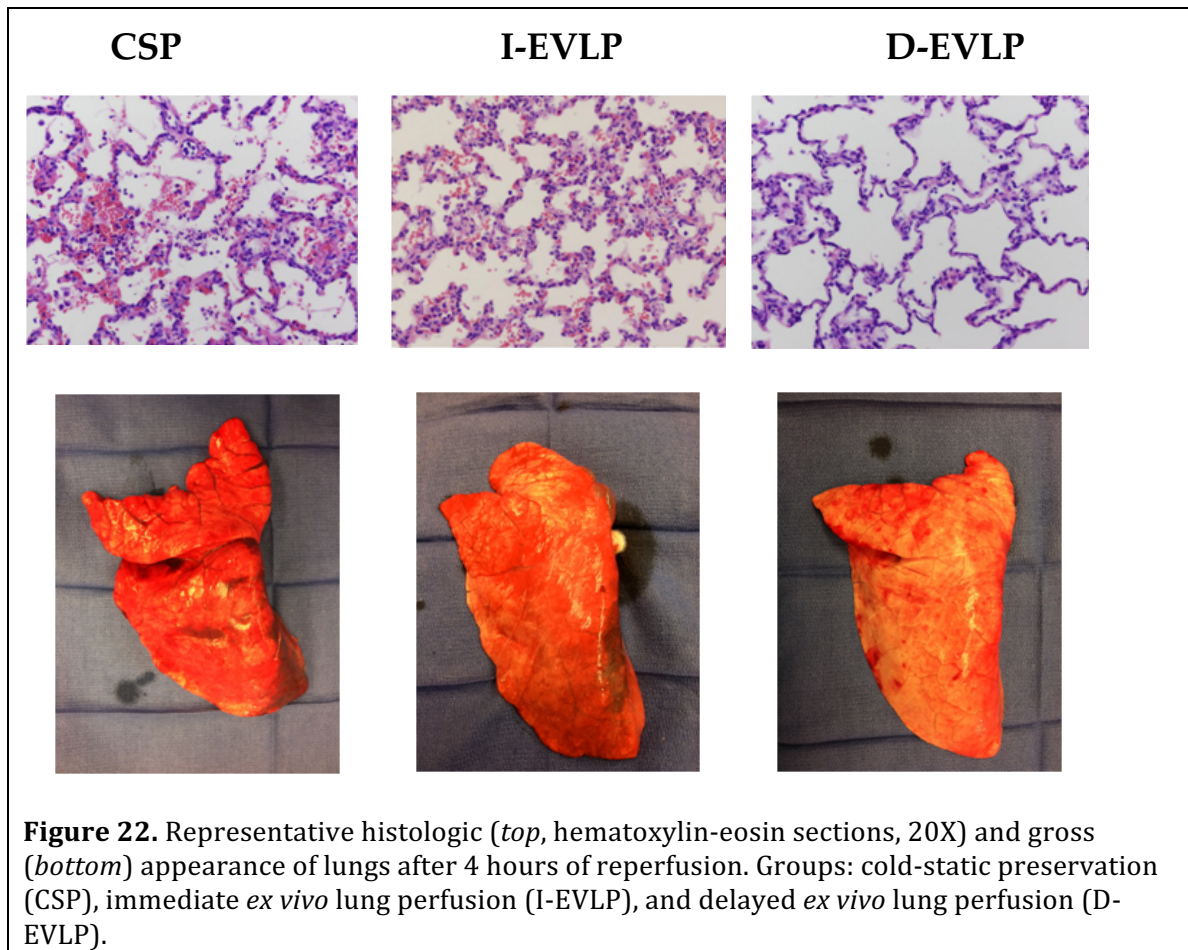 CSP I-EVLP D-EVLP
Figure 22. Representative histologic (top, hematoxylin-eosin sections, 20X) and gross
(bottom) appearance of lungs after 4 hours of reperfusion. Groups: cold-static preservation
(CSP), immediate ex vivo lung perfusion (I-EVLP), and delayed ex vivo lung perfusion (D-
EVLP).